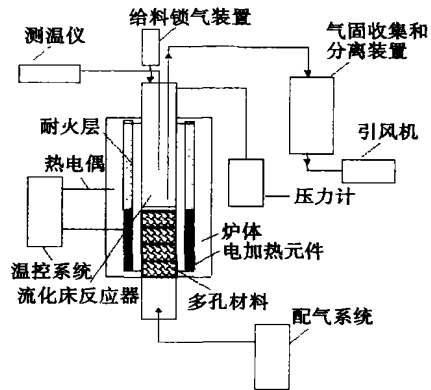 给料锁气装置
测温仪
气固收集和
分离装置
耐火层
引风机
热电偶
压力计
炉体
电加热元件
温控系统
流化床反应器
多孔材料
配气系统